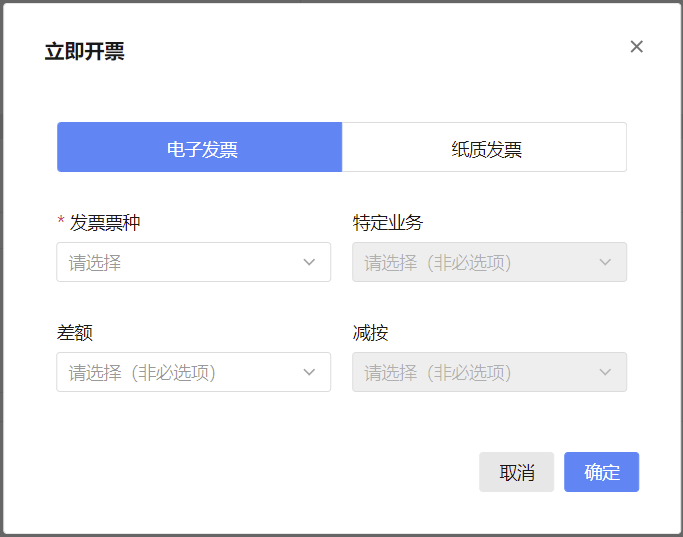 立即开票
电子发票
纸质发票
* 发票票种
特定业务
请选择
请选择（非必选项）
差额
减按
请选择（非必选项）
请选择（非必选项）
取消
确定